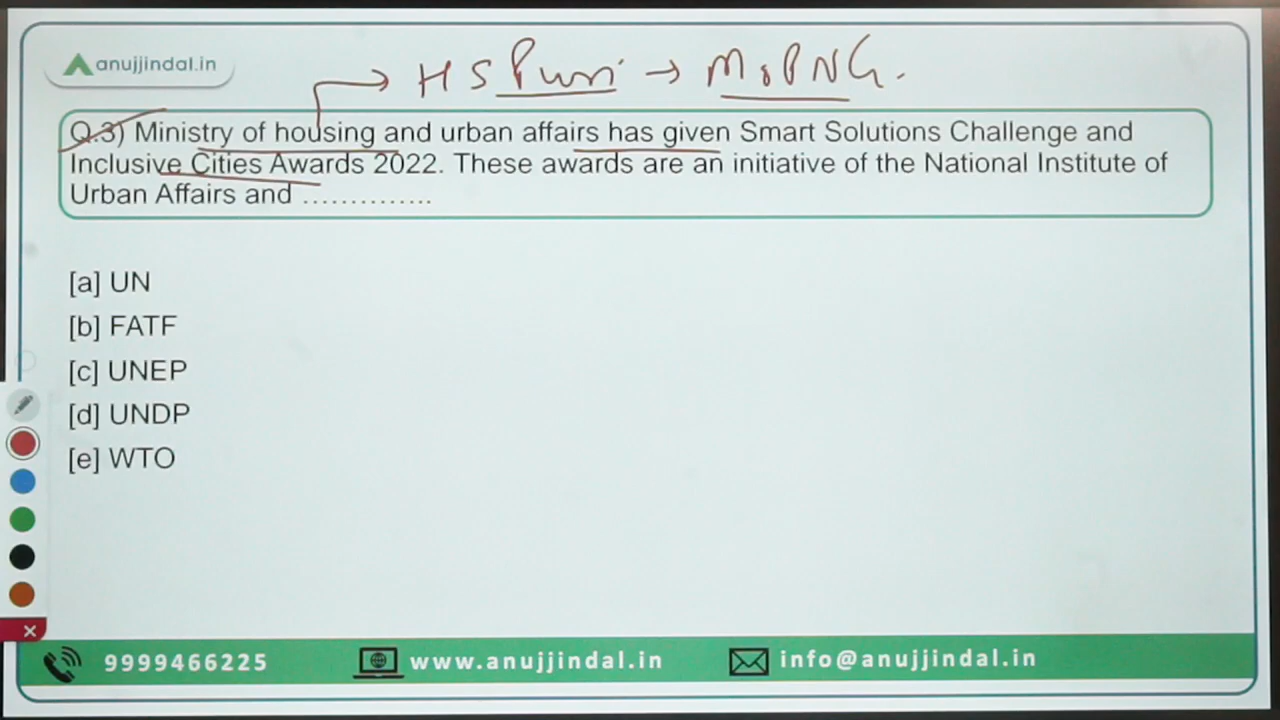 anujjindal.in
HS Puri → MoPNG.
Q.3) Ministry of housing and urban affairs has given Smart Solutions Challenge and
Inclusive Cities Awards 2022. These awards are an initiative of the National Institute of
Urban Affairs and ..............
[a] UN
[b] FATF
[c] UNEP
[d] UNDP
[e] WTO
9999466225 www.anujjindal.in info@anujjindal.in